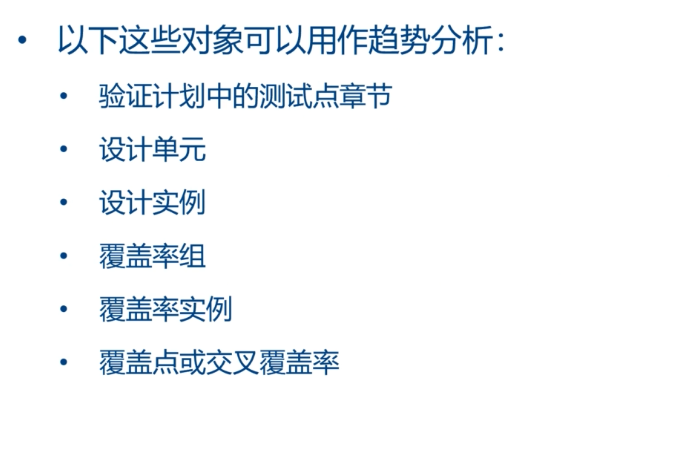 • 以下这些对象可以用作趋势分析：
• 验证计划中的测试点章节
• 设计单元
• 设计实例
• 覆盖率组
• 覆盖率实例
• 覆盖点或交叉覆盖率